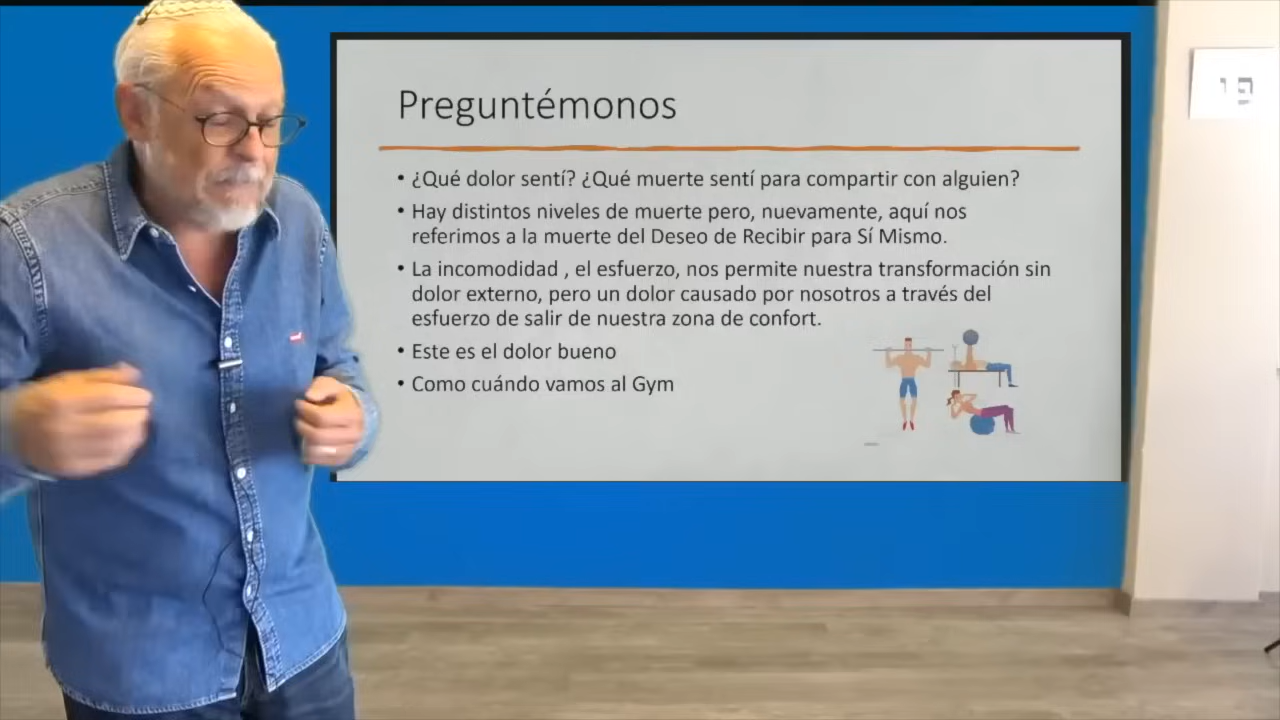 Preguntémonos
• ¿Qué dolor sentí? ¿Qué muerte sentí para compartir con alguien?
• Hay distintos niveles de muerte pero, nuevamente, aquí nos
referimos a la muerte del Deseo de Recibir para Sí Mismo.
• La incomodidad , el esfuerzo, nos permite nuestra transformación sin
dolor externo, pero un dolor causado por nosotros a través del
esfuerzo de salir de nuestra zona de confort.
• Este es el dolor bueno
• Como cuándo vamos al Gym